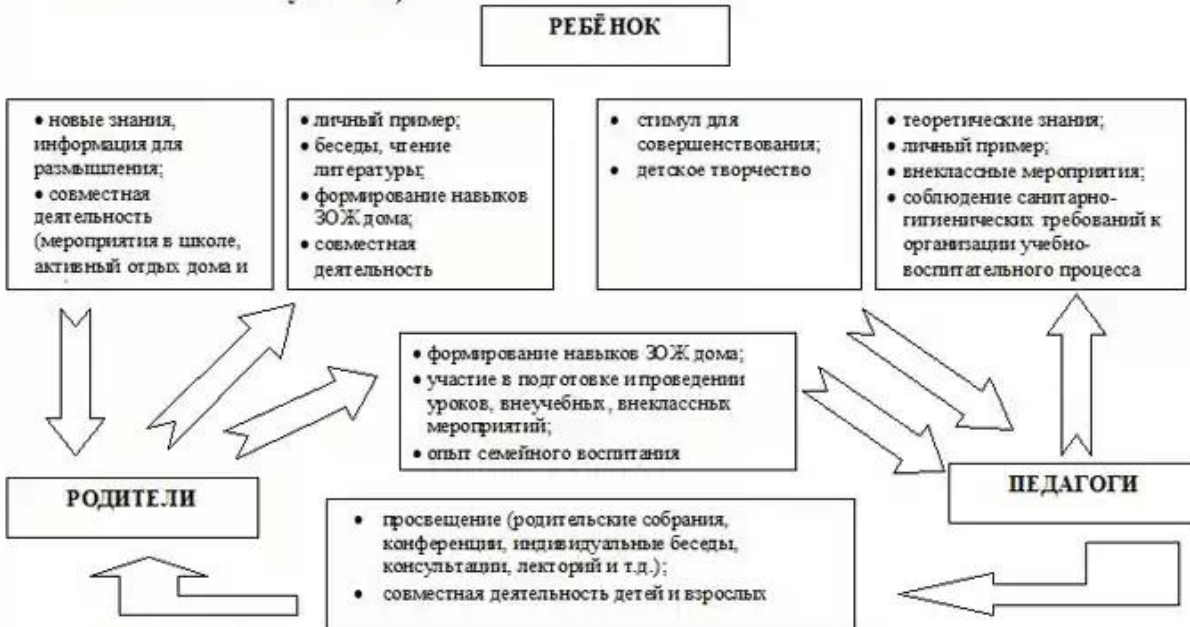 РЕБЁНОК
• новые знания,
информация для
размышления;
• совместная
деятельность
(мероприятия в школе,
активный отдых дома и
• личный пример;
• беседы, чтение
литературы;
• формирование навыков
ЗОЖ дома;
• совместная
деятельность
• стимул для
совершенствования;
• детское творчество
• теоретические знания;
• личный пример;
• внеклассные мероприятия;
• соблюдение санитарно-
гигиенических требований к
организации учебно-
воспитательного процесса
• формирование навыков ЗОЖ дома;
• участие в подготовке и проведении
уроков, внеучебных, внеклассных
мероприятий;
• опыт семейного воспитания
РОДИТЕЛИ
ПЕДАГОГИ
• просвещение (родительские собрания,
конференции, индивидуальные беседы,
консультации, лекторий и т.д.);
• совместная деятельность детей и взрослых